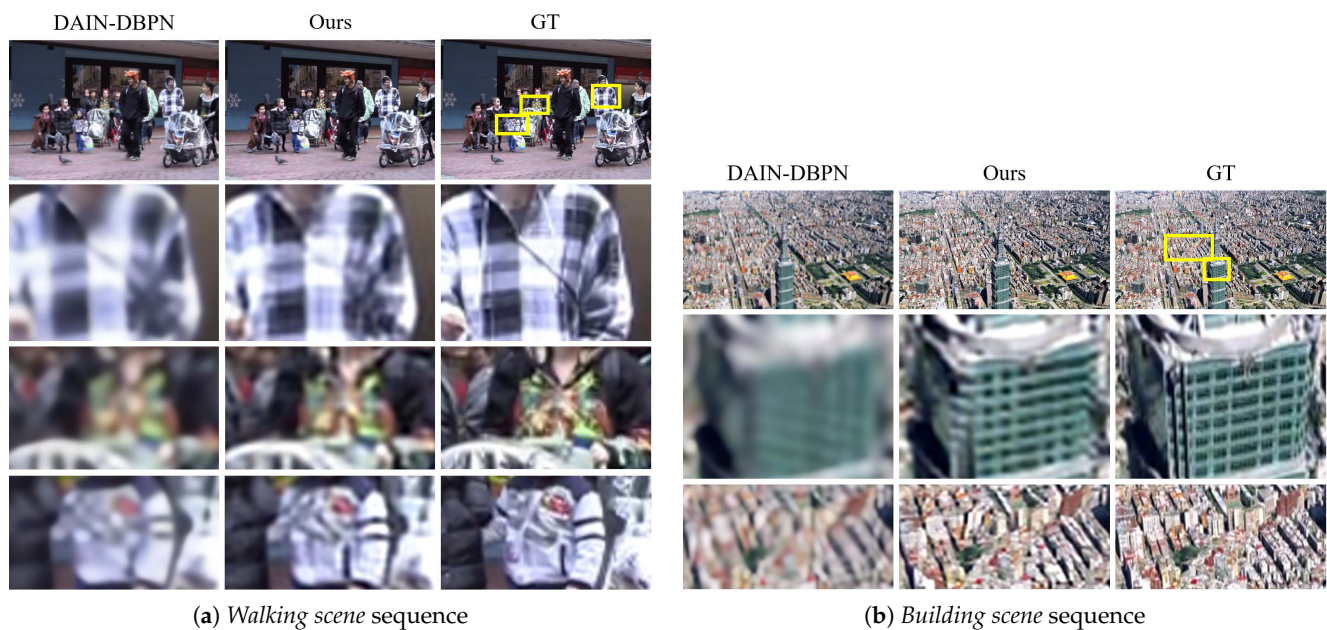 DAIN-DBPN Ours GT
DAIN-DBPN Ours GT
(a) Walking scene sequence
(b) Building scene sequence